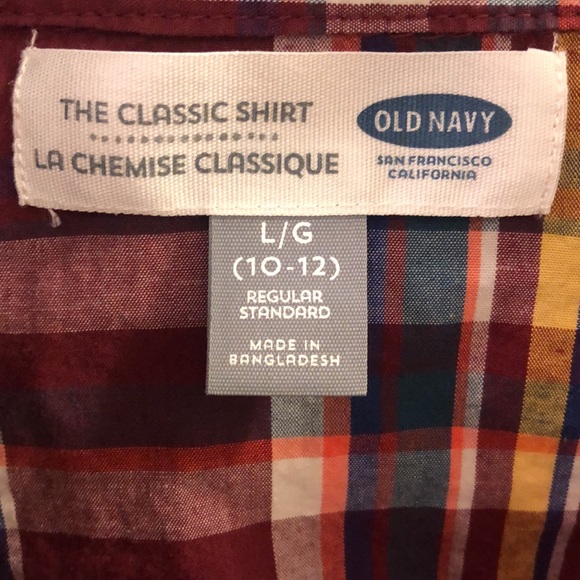 THE CLASSIC SHIRT
LA CHEMISE CLASSIQUE
OLD NAVY
SAN FRANCISCO
CALIFORNIA
L/G
(10-12)
REGULAR
STANDARD
MADE IN
BANGLADESH